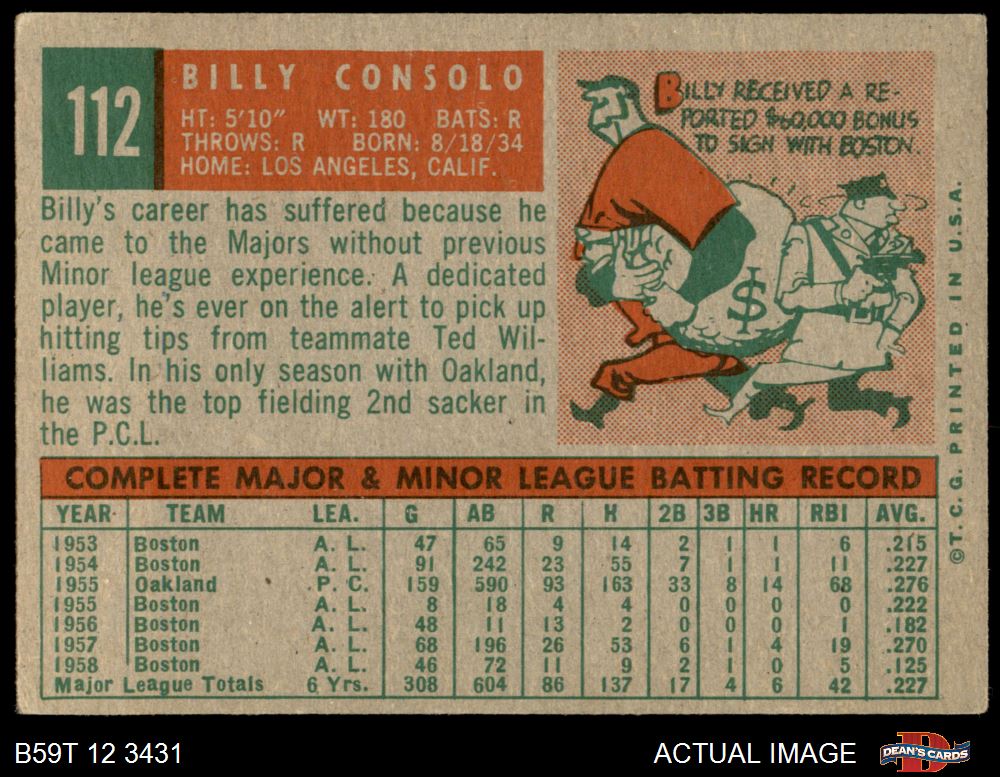 112
BILLY CONSOLO
HT: 5'10" WT: 180 BATS: R
THROWS: R BORN: 8/18/34
HOME: LOS ANGELES, CALIF.
BILLY RECEIVED A RE-
PORTED $60,000 BONUS
TO SIGN WITH BOSTON.
$
Billy's career has suffered because he
came to the Majors without previous
Minor league experience. A dedicated
player, he's ever on the alert to pick up
hitting tips from teammate Ted Wil-
liams. In his only season with Oakland,
he was the top fielding 2nd sacker in
the P.C.L.
COMPLETE MAJOR & MINOR LEAGUE BATTING RECORD
YEAR TEAM LEA. G AB R H 2B 3B HR RBI AVG.
1953 Boston A. L. 47 65 9 14 2 1 1 6 .215
1954 Boston A. L. 91 242 23 55 7 1 1 11 .227
1955 Oakland P. C. 159 590 93 163 33 8 14 68 .276
1955 Boston A. L. 8 18 4 4 0 0 0 0 .222
1956 Boston A. L. 48 11 13 2 0 0 0 1 .182
1957 Boston A. L. 68 196 26 53 6 1 4 19 .270
1958 Boston A. L. 46 72 11 9 2 1 0 5 .125
Major League Totals 6 Yrs. 308 604 86 137 17 4 6 42 .227
©T. C. G. PRINTED IN U.S.A.
B59T 12 3431
ACTUAL IMAGE
DEAN'S CARDS